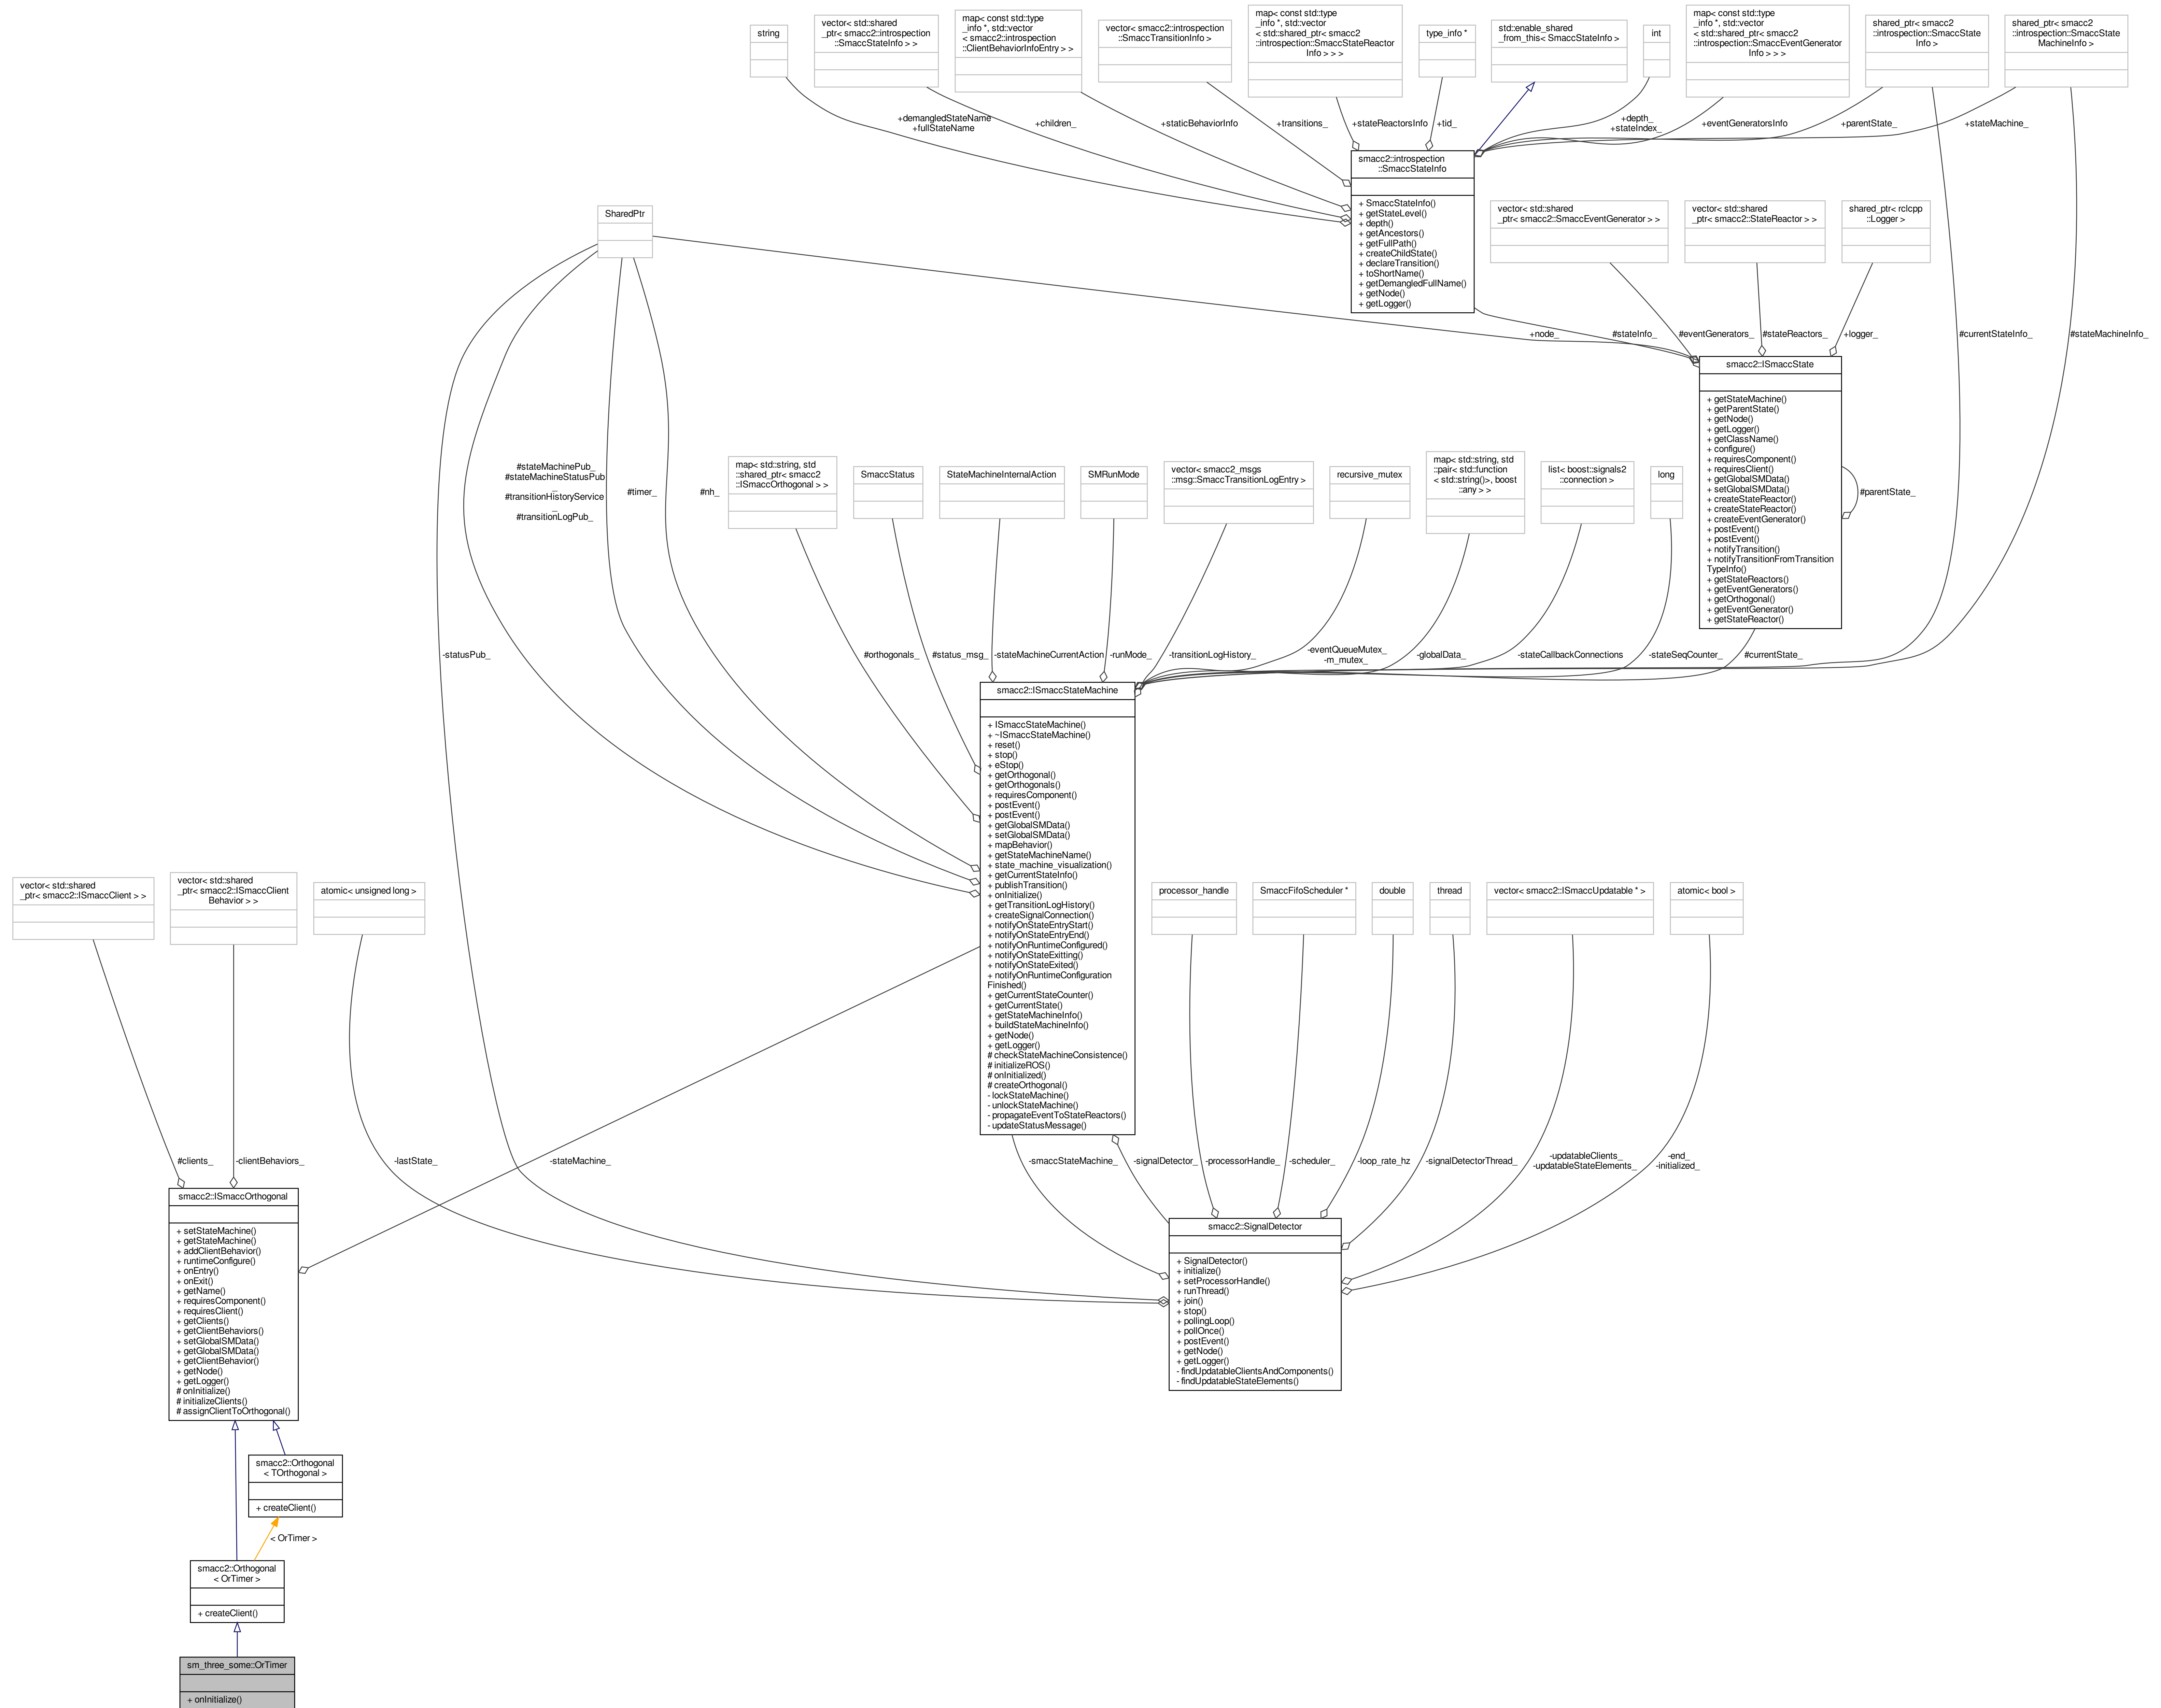 string
vector< std::shared
_ptr< smacc2::introspection
::SmaccStateInfo > >
map< const std::type
_info *, std::vector
< smacc2::introspection
::ClientBehaviorInfoEntry > >
vector< smacc2::introspection
::SmaccTransitionInfo >
map< const std::type
_info *, std::vector
< std::shared_ptr< smacc2
::introspection::SmaccStateReactor
Info > > >
type_info *
std::enable_shared
_from_this< SmaccStateInfo >
int
map< const std::type
_info *, std::vector
< std::shared_ptr< smacc2
::introspection::SmaccEventGenerator
Info > > >
shared_ptr< smacc2
::introspection::SmaccState
Info >
shared_ptr< smacc2
::introspection::SmaccState
MachineInfo >
+demangledStateName
+fullStateName
+children_
+staticBehaviorInfo
+transitions_
+stateReactorsInfo
+tid_
+depth_
+stateIndex_
+eventGeneratorsInfo
+parentState_
+stateMachine_
smacc2::introspection
::SmaccStateInfo
+ SmaccStateInfo()
+ getStateLevel()
+ depth()
+ getAncestors()
+ getFullPath()
+ createChildState()
+ declareTransition()
+ toShortName()
+ getDemangledFullName()
+ getNode()
+ getLogger()
SharedPtr
vector< std::shared
_ptr< smacc2::SmaccEventGenerator > >
vector< std::shared
_ptr< smacc2::StateReactor > >
shared_ptr< rclcpp
::Logger >
+node_
#stateInfo_
#eventGenerators_
#stateReactors_
+logger_
#currentStateInfo_
#stateMachineInfo_
smacc2::ISmaccState
+ getStateMachine()
+ getParentState()
+ getNode()
+ getLogger()
+ getClassName()
+ configure()
+ requiresComponent()
+ requiresClient()
+ getGlobalSMData()
+ setGlobalSMData()
+ createStateReactor()
+ createStateReactor()
+ createEventGenerator()
+ postEvent()
+ postEvent()
+ notifyTransition()
+ notifyTransitionFromTransition
TypeInfo()
+ getStateReactors()
+ getEventGenerators()
+ getOrthogonal()
+ getEventGenerator()
+ getStateReactor()
#parentState_
#stateMachinePub_
#stateMachineStatusPub
_
#transitionHistoryService
_
#transitionLogPub_
#timer_
#nh_
map< std::string, std
::shared_ptr< smacc2
::ISmaccOrthogonal > >
SmaccStatus
StateMachineInternalAction
SMRunMode
vector< smacc2_msgs
::msg::SmaccTransitionLogEntry >
recursive_mutex
map< std::string, std
::pair< std::function
< std::string()>, boost
::any > >
list< boost::signals2
::connection >
long
-statusPub_
#orthogonals_
#status_msg_
-stateMachineCurrentAction
-runMode_
-transitionLogHistory_
-eventQueueMutex_
-m_mutex_
-globalData_
-stateCallbackConnections
-stateSeqCounter_
#currentState_
smacc2::ISmaccStateMachine
+ ISmaccStateMachine()
+ ~ISmaccStateMachine()
+ reset()
+ stop()
+ eStop()
+ getOrthogonal()
+ getOrthogonals()
+ requiresComponent()
+ postEvent()
+ postEvent()
+ getGlobalSMData()
+ setGlobalSMData()
+ mapBehavior()
+ getStateMachineName()
+ state_machine_visualization()
+ getCurrentStateInfo()
+ publishTransition()
+ onInitialize()
+ getTransitionLogHistory()
+ createSignalConnection()
+ notifyOnStateEntryStart()
+ notifyOnStateEntryEnd()
+ notifyOnRuntimeConfigured()
+ notifyOnStateExitting()
+ notifyOnStateExited()
+ notifyOnRuntimeConfiguration
Finished()
+ getCurrentStateCounter()
+ getCurrentState()
+ getStateMachineInfo()
+ buildStateMachineInfo()
+ getNode()
+ getLogger()
# checkStateMachineConsistence()
# initializeROS()
# onInitialized()
# createOrthogonal()
- lockStateMachine()
- unlockStateMachine()
- propagateEventToStateReactors()
- updateStatusMessage()
vector< std::shared
_ptr< smacc2::ISmaccClient > >
vector< std::shared
_ptr< smacc2::ISmaccClient
Behavior > >
atomic< unsigned long >
processor_handle
SmaccFifoScheduler *
double
thread
vector< smacc2::ISmaccUpdatable * >
atomic< bool >
#clients_
-clientBehaviors_
-lastState_
-stateMachine_
-smaccStateMachine_
-signalDetector_
-processorHandle_
-scheduler_
-loop_rate_hz
-signalDetectorThread_
-updatableClients_
-updatableStateElements_
-end_
-initialized_
smacc2::ISmaccOrthogonal
+ setStateMachine()
+ getStateMachine()
+ addClientBehavior()
+ runtimeConfigure()
+ onEntry()
+ onExit()
+ getName()
+ requiresComponent()
+ requiresClient()
+ getClients()
+ getClientBehaviors()
+ setGlobalSMData()
+ getGlobalSMData()
+ getClientBehavior()
+ getNode()
+ getLogger()
# onInitialize()
# initializeClients()
# assignClientToOrthogonal()
smacc2::SignalDetector
+ SignalDetector()
+ initialize()
+ setProcessorHandle()
+ runThread()
+ join()
+ stop()
+ pollingLoop()
+ pollOnce()
+ postEvent()
+ getNode()
+ getLogger()
- findUpdatableClientsAndComponents()
- findUpdatableStateElements()
smacc2::Orthogonal
< TOrthogonal >
+ createClient()
< OrTimer >
smacc2::Orthogonal
< OrTimer >
+ createClient()
sm_three_some::OrTimer
+ onInitialize()